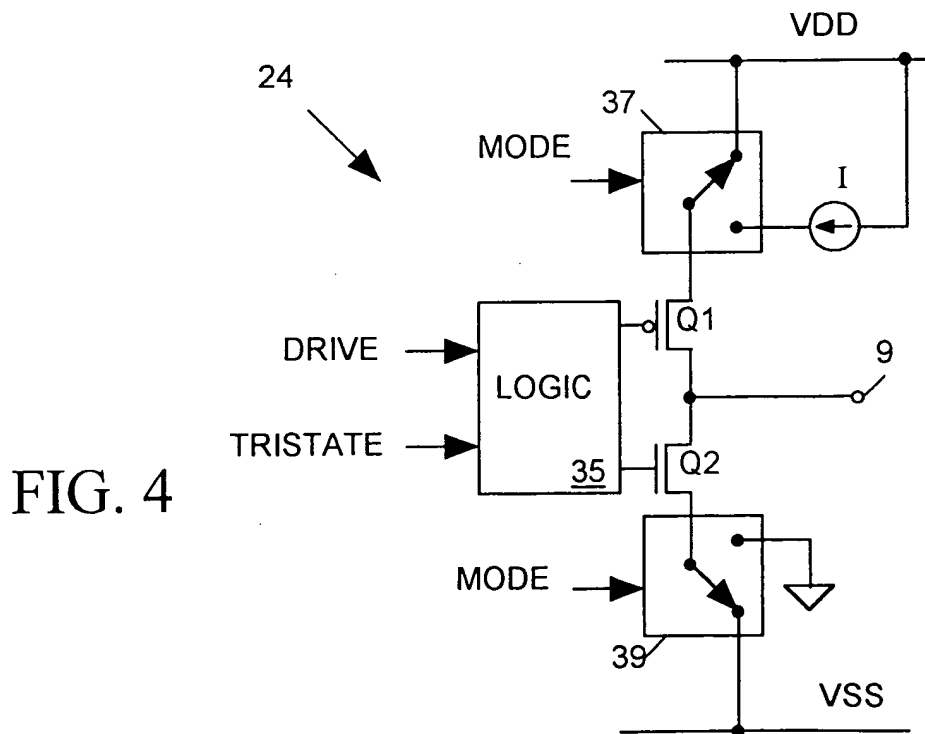 VDD
24
37
MODE
I
Q1
DRIVE
9
LOGIC
TRISTATE
Q2
35
FIG. 4
MODE
39
VSS